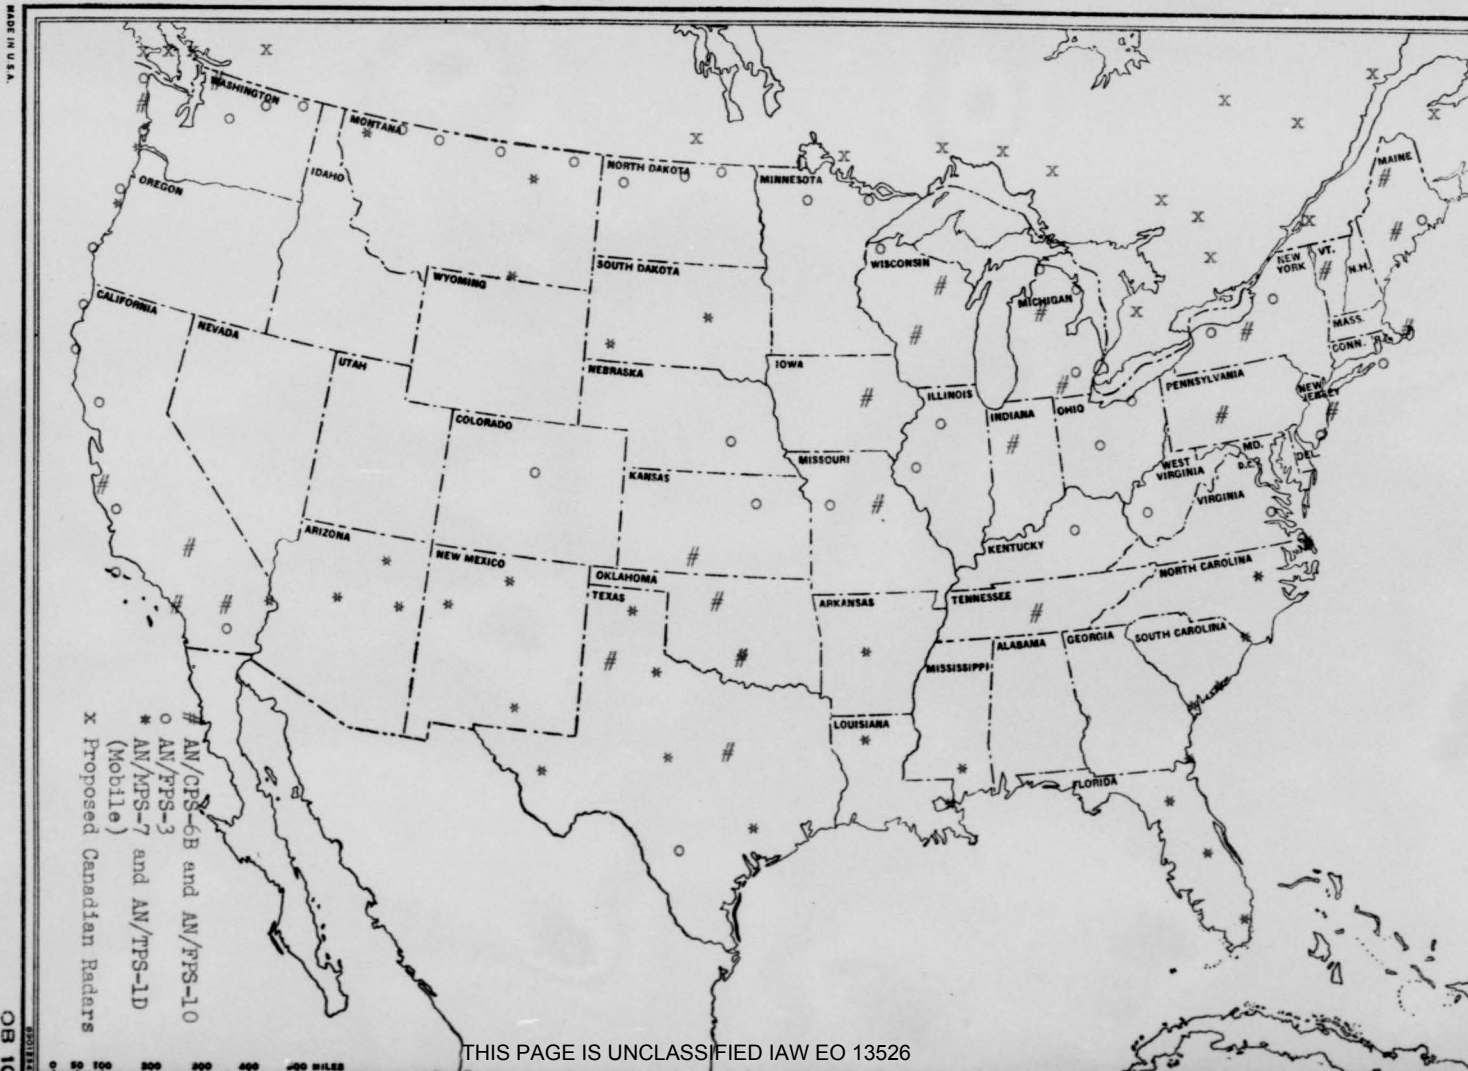 MADE IN U.S.A.
WASHINGTON
MONTANA
NORTH DAKOTA
MINNESOTA
MAINE
OREGON
IDAHO
WISCONSIN
NEW YORK
VT.
N.H.
SOUTH DAKOTA
WYOMING
MICHIGAN
CALIFORNIA
NEVADA
MASS.
CONN.
R.I.
UTAH
NEBRASKA
IOWA
ILLINOIS
INDIANA
OHIO
PENNSYLVANIA
NEW JERSEY
COLORADO
KANSAS
MISSOURI
WEST VIRGINIA
MD.
D.C.
DEL.
VIRGINIA
ARIZONA
NEW MEXICO
OKLAHOMA
TEXAS
KENTUCKY
ARKANSAS
TENNESSEE
NORTH CAROLINA
SOUTH CAROLINA
MISSISSIPPI
ALABAMA
GEORGIA
LOUISIANA
FLORIDA
# AN/CPS-6B and AN/FPS-10
o AN/FPS-3
* AN/MPS-7 and AN/TPS-1D
(Mobile)
x Proposed Canadian Radars
0 50 100 200 300 400 500 MILES
THIS PAGE IS UNCLASSIFIED IAW EO 13526